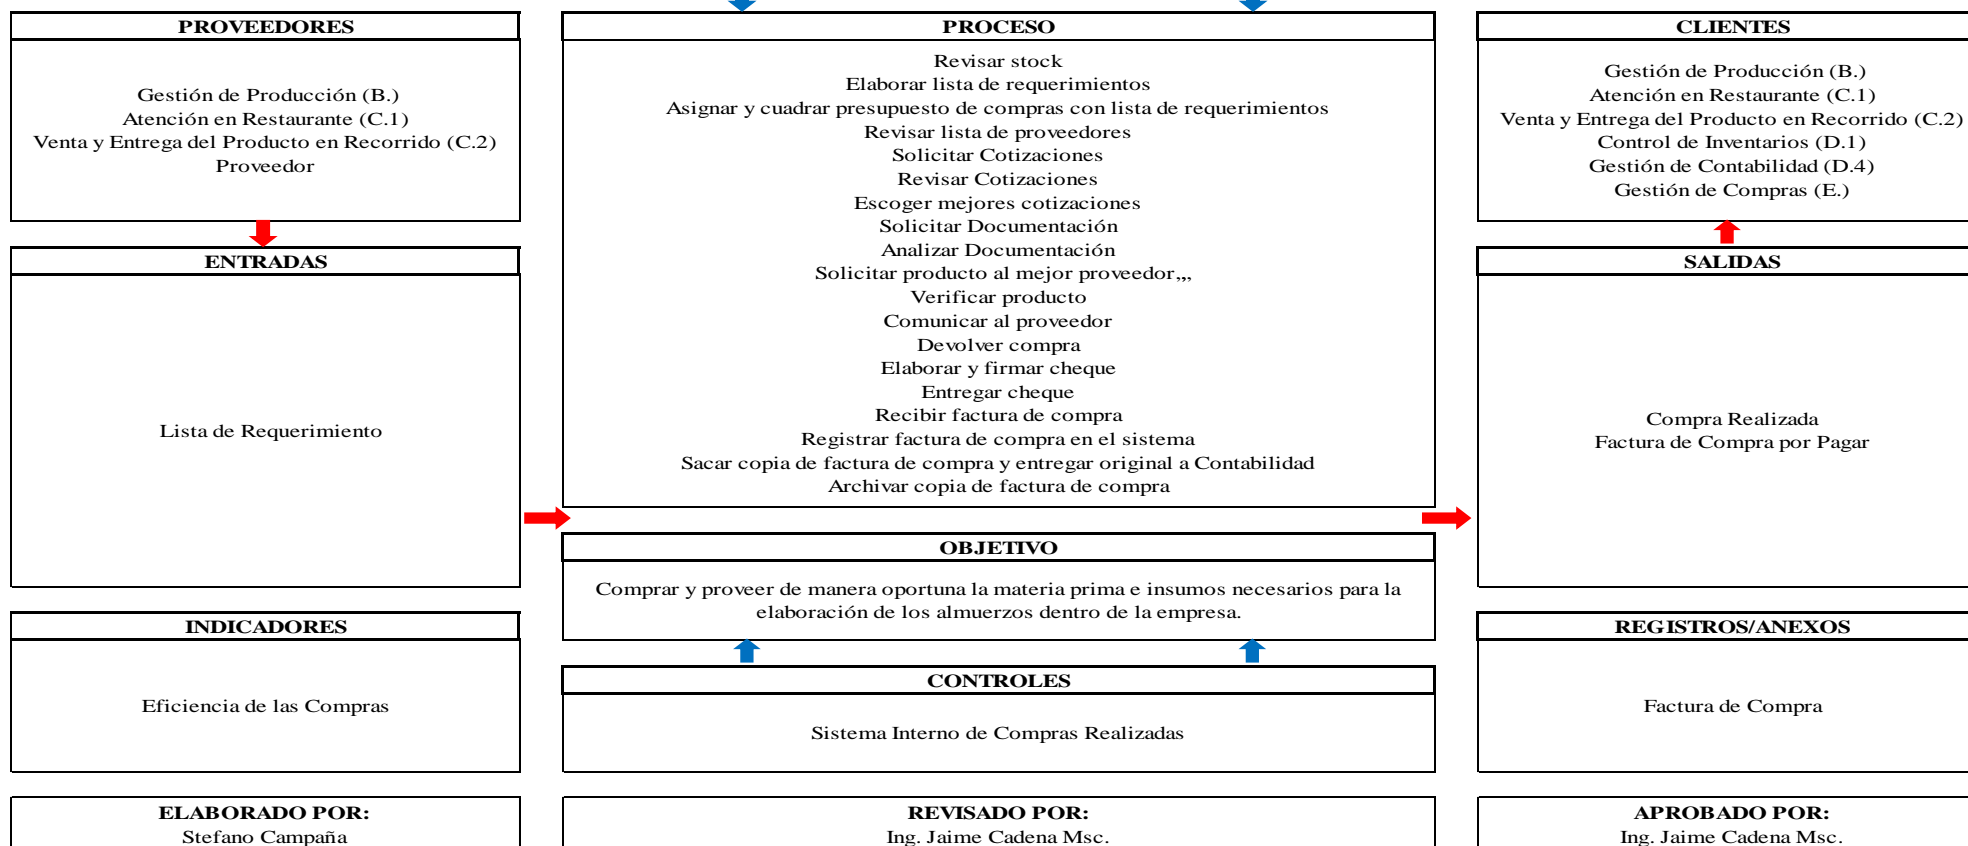 PROVEEDORES
Gestión de Producción (B.)
Atención en Restaurante (C.1)
Venta y Entrega del Producto en Recorrido (C.2)
Proveedor
ENTRADAS
Lista de Requerimiento
INDICADORES
Eficiencia de las Compras
ELABORADO POR:
Stefano Campaña
PROCESO
Revisar stock
Elaborar lista de requerimientos
Asignar y cuadrar presupuesto de compras con lista de requerimientos
Revisar lista de proveedores
Solicitar Cotizaciones
Revisar Cotizaciones
Escoger mejores cotizaciones
Solicitar Documentación
Analizar Documentación
Solicitar producto al mejor proveedor,,,
Verificar producto
Comunicar al proveedor
Devolver compra
Elaborar y firmar cheque
Entregar cheque
Recibir factura de compra
Registrar factura de compra en el sistema
Sacar copia de factura de compra y entregar original a Contabilidad
Archivar copia de factura de compra
OBJETIVO
Comprar y proveer de manera oportuna la materia prima e insumos necesarios para la
elaboración de los almuerzos dentro de la empresa.
CONTROLES
Sistema Interno de Compras Realizadas
REVISADO POR:
Ing. Jaime Cadena Msc.
CLIENTES
Gestión de Producción (B.)
Atención en Restaurante (C.1)
Venta y Entrega del Producto en Recorrido (C.2)
Control de Inventarios (D.1)
Gestión de Contabilidad (D.4)
Gestión de Compras (E.)
SALIDAS
Compra Realizada
Factura de Compra por Pagar
REGISTROS/ANEXOS
Factura de Compra
APROBADO POR:
Ing. Jaime Cadena Msc.